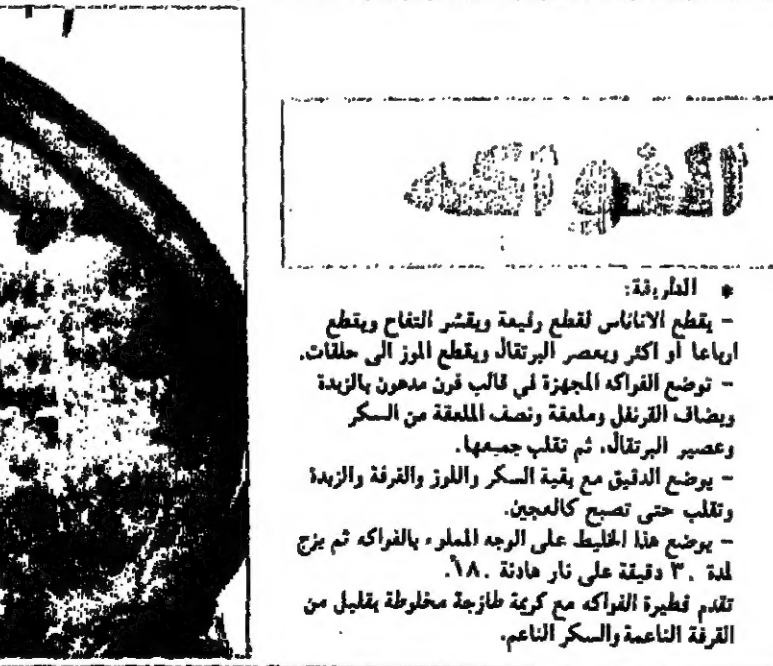 الفواكه
* الطريقة:
- يقطع الاناناس لقطع رفيعة ويقشر التفاح ويقطع
ارباعا أو اكثر ويعصر البرتقال ويقطع الموز الى حلقات.
- توضع الفواكه المجهزة في قالب فرن مدهون بالزبدة
ويضاف القرنفل وملعقة ونصف الملعقة من السكر
وعصير البرتقال، ثم تقلب جميعها.
- يوضع الدقيق مع بقية السكر واللوز والقرفة والزبدة
وتقلب حتى تصبح كالعجين.
- يوضع هذا الخليط على الوجه المملوء بالفواكه ثم يزج
لمدة ٣٠ دقيقة على نار هادئة ١٨٠.
تقدم فطيرة الفواكه مع كريمة طازجة مخلوطة بقليل من
القرفة الناعمة والسكر الناعم.